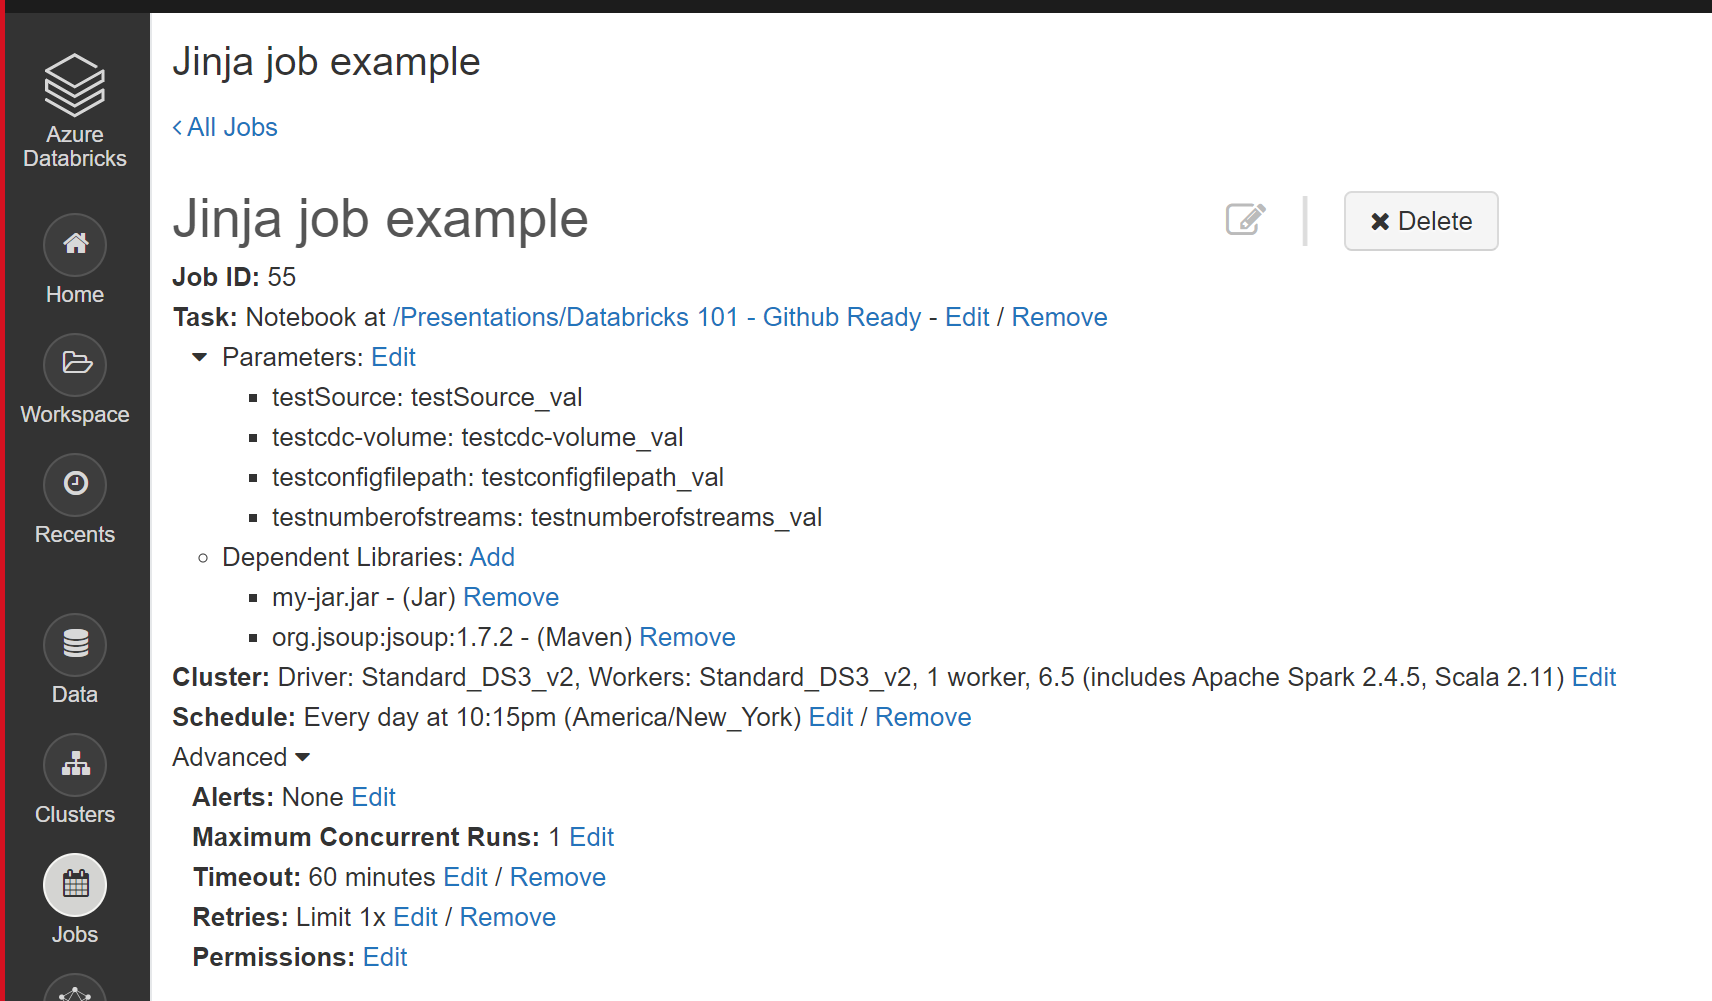 Azure
Databricks
Home
Workspace
Recents
Data
Clusters
Jobs
Jinja job example
All Jobs
Jinja job example
Delete
Job ID: 55
Task: Notebook at /Presentations/Databricks 101 - Github Ready - Edit / Remove
Parameters: Edit
testSource: testSource_val
testcdc-volume: testcdc-volume_val
testconfigfilepath: testconfigfilepath_val
testnumberofstreams: testnumberofstreams_val
Dependent Libraries: Add
my-jar.jar - (Jar) Remove
org.jsoup:jsoup:1.7.2 - (Maven) Remove
Cluster: Driver: Standard_DS3_v2, Workers: Standard_DS3_v2, 1 worker, 6.5 (includes Apache Spark 2.4.5, Scala 2.11) Edit
Schedule: Every day at 10:15pm (America/New_York) Edit / Remove
Advanced
Alerts: None Edit
Maximum Concurrent Runs: 1 Edit
Timeout: 60 minutes Edit / Remove
Retries: Limit 1x Edit / Remove
Permissions: Edit